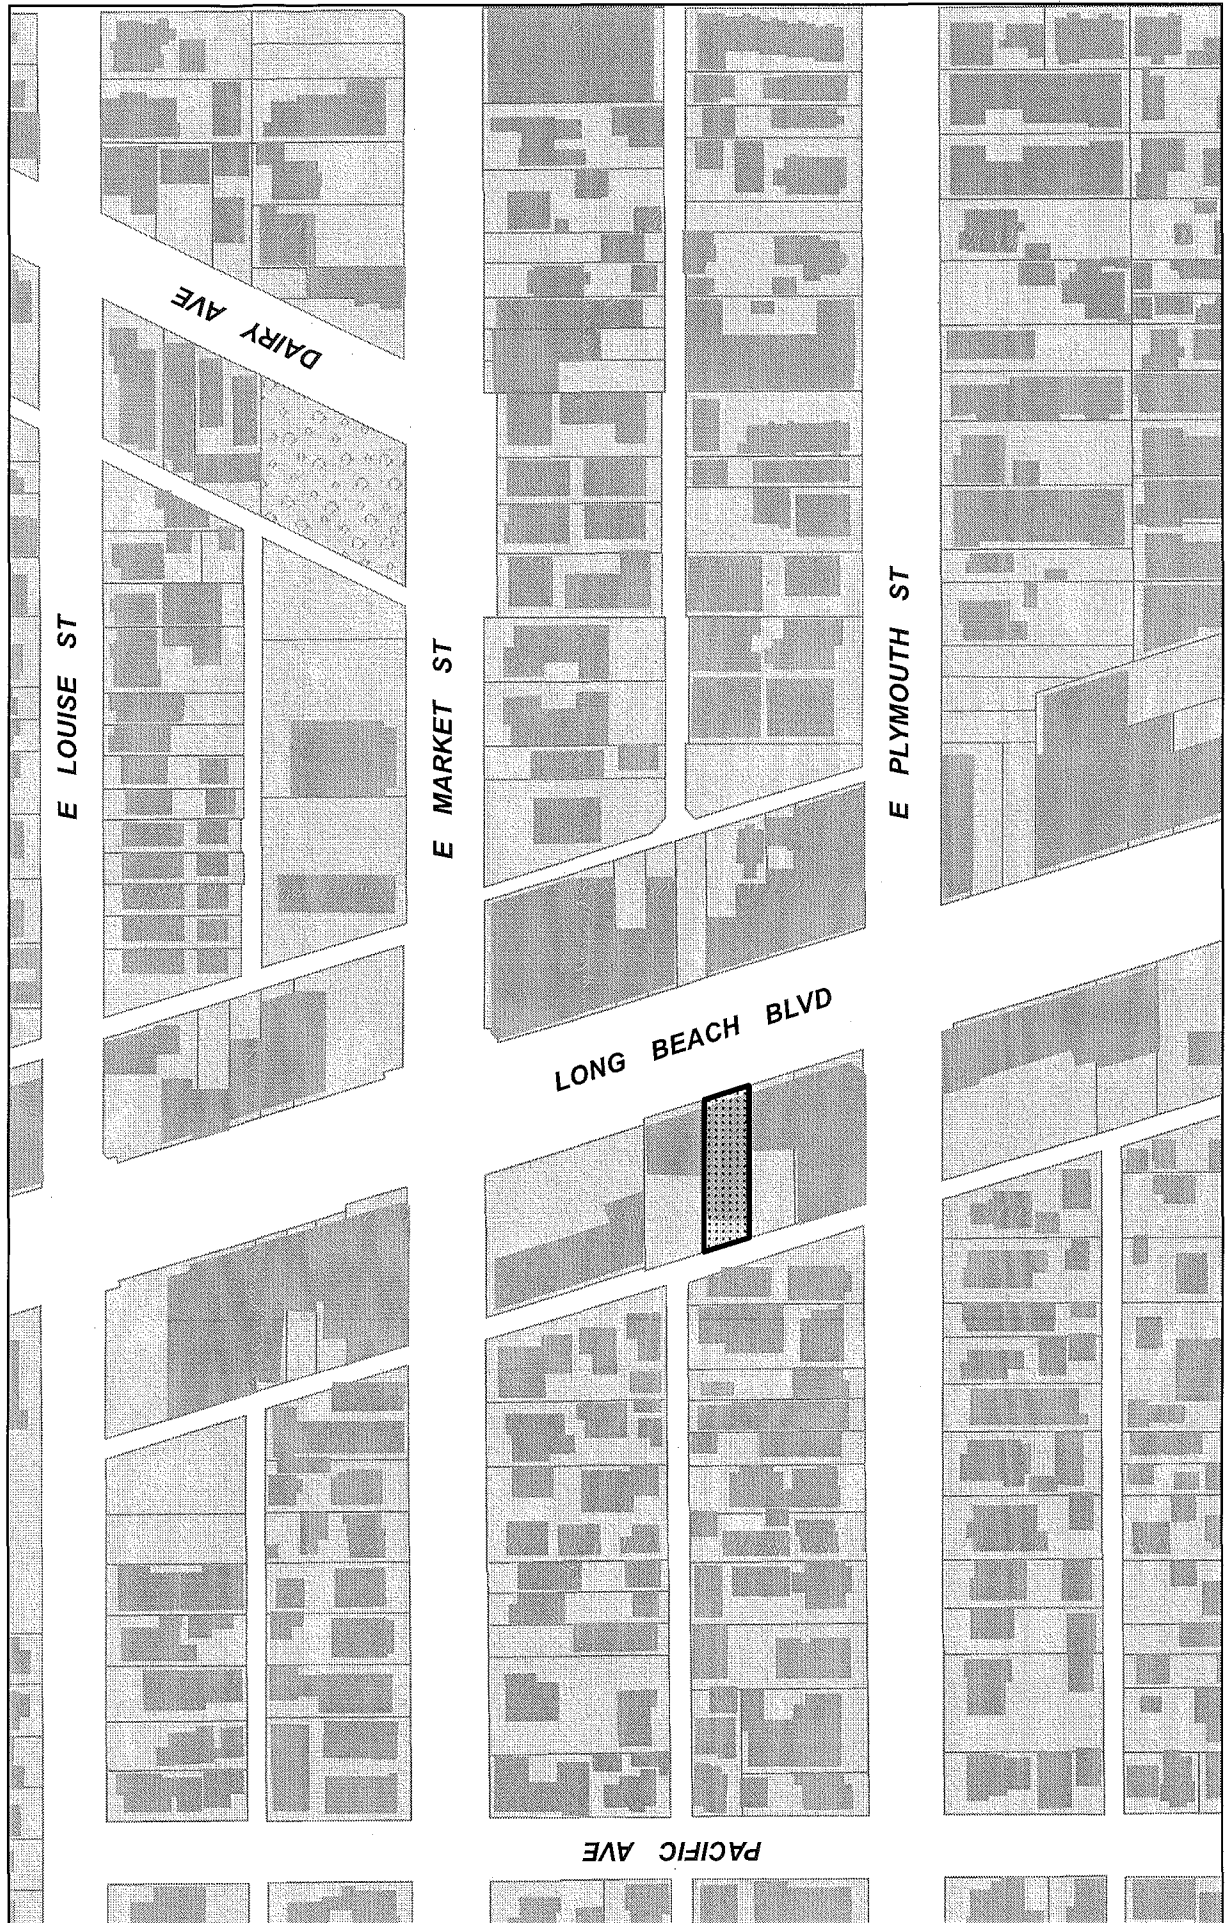 DAIRY AVE
E LOUISE ST
E MARKET ST
E PLYMOUTH ST
LONG BEACH BLVD
PACIFIC AVE